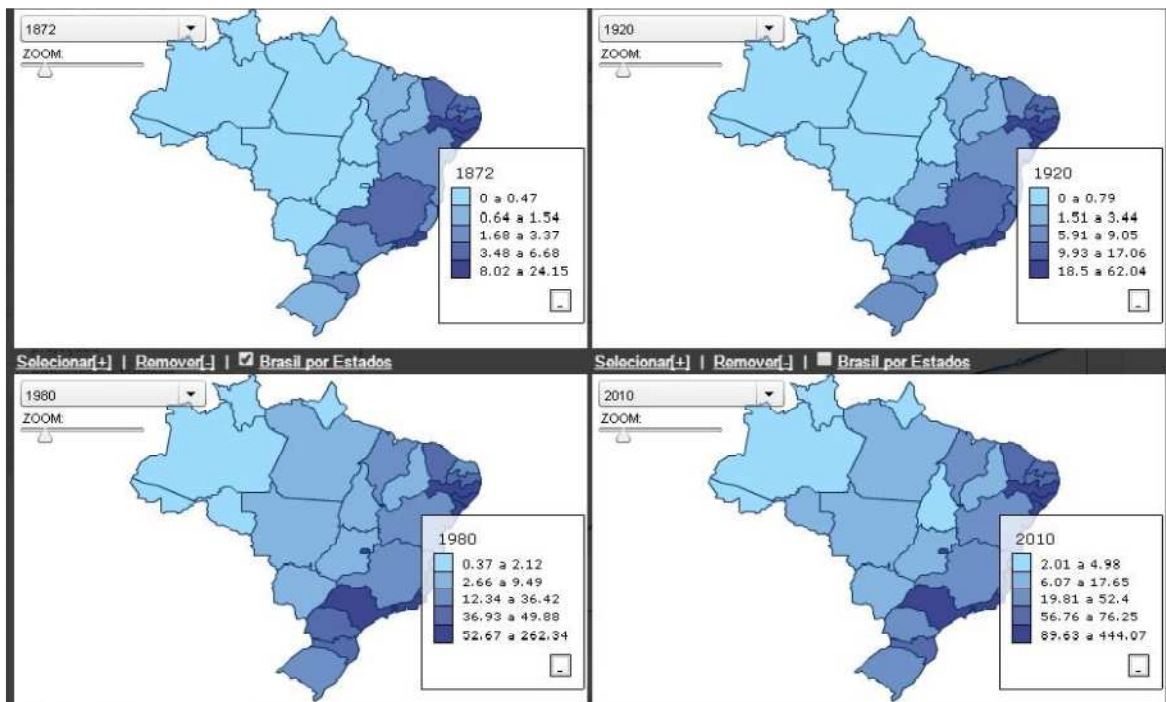 1872
ZOOM:
1872
0 a 0.47
0.64 a 1.54
1.68 a 3.37
3.48 a 6.68
8.02 a 24.15
1920
ZOOM:
1920
0 a 0.79
1.51 a 3.44
5.91 a 9.05
9.93 a 17.06
18.5 a 62.04
Selecionar[+] | Remover[-] | Brasil por Estados
Selecionar[+] | Remover[-] | Brasil por Estados
1980
ZOOM:
1980
0.37 a 2.12
2.66 a 9.49
12.34 a 36.42
36.93 a 49.88
52.67 a 262.34
2010
ZOOM:
2010
2.01 a 4.98
6.07 a 17.65
19.81 a 52.4
56.76 a 76.25
89.63 a 444.07